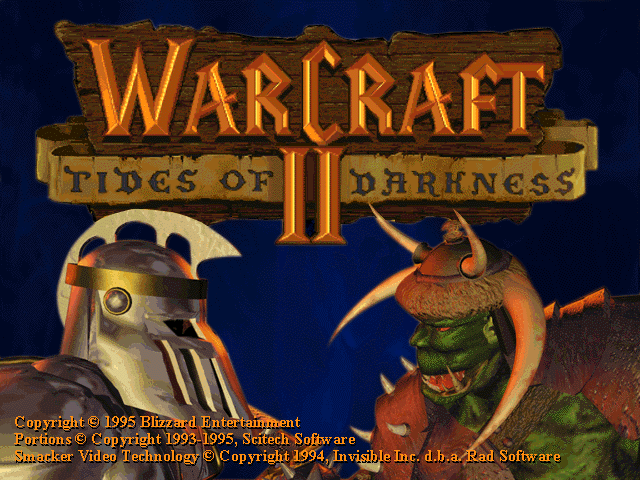 WARCRAFT
II
TIDES OF DARKNESS
Copyright © 1995 Blizzard Entertainment
Portions © Copyright 1993-1995, Scitech Software
Smacker Video Technology © Copyright 1994, Invisible Inc. d.b.a. Rad Software